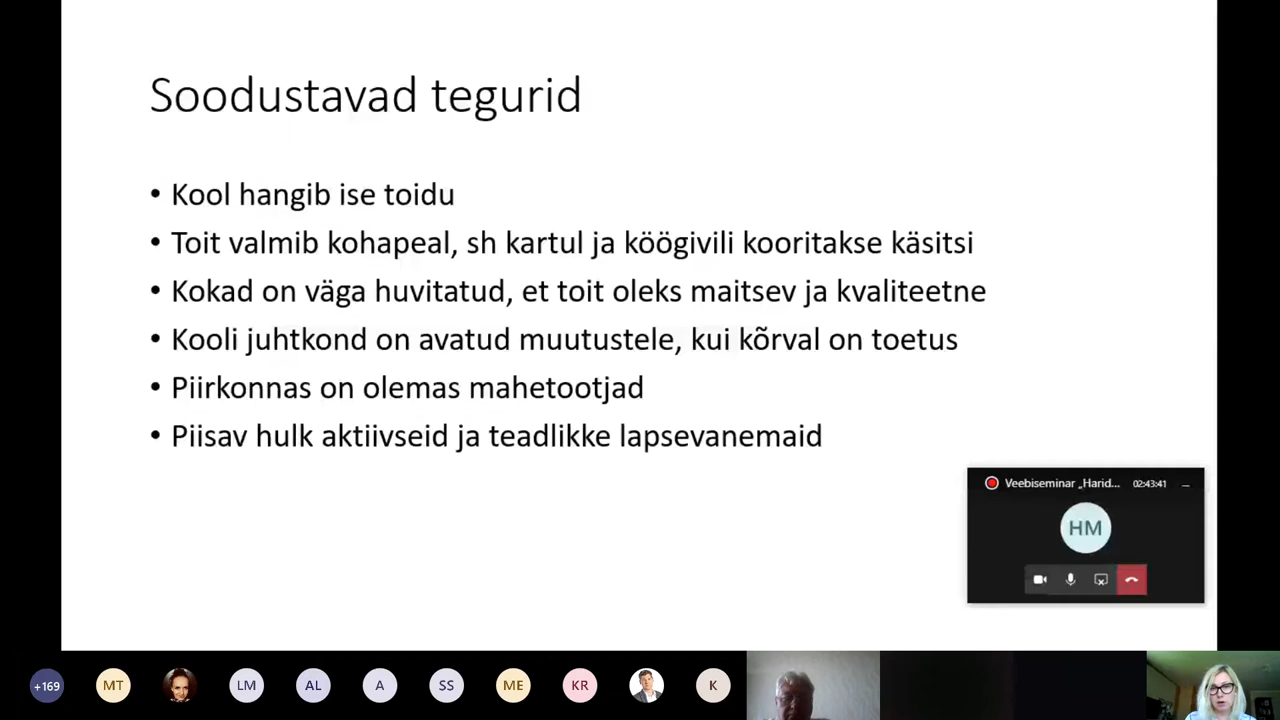 Soodustavad tegurid
• Kool hangib ise toidu
• Toit valmib kohapeal, sh kartul ja köögivili kooritakse käsitsi
• Kokad on väga huvitatud, et toit oleks maitsev ja kvaliteetne
• Kooli juhtkond on avatud muutustele, kui kõrval on toetus
• Piirkonnas on olemas mahetootjad
• Piisav hulk aktiivseid ja teadlikke lapsevanemaid
Veebiseminar „Harid... 02:43:41
HM
+169 MT LM AL A SS ME KR K